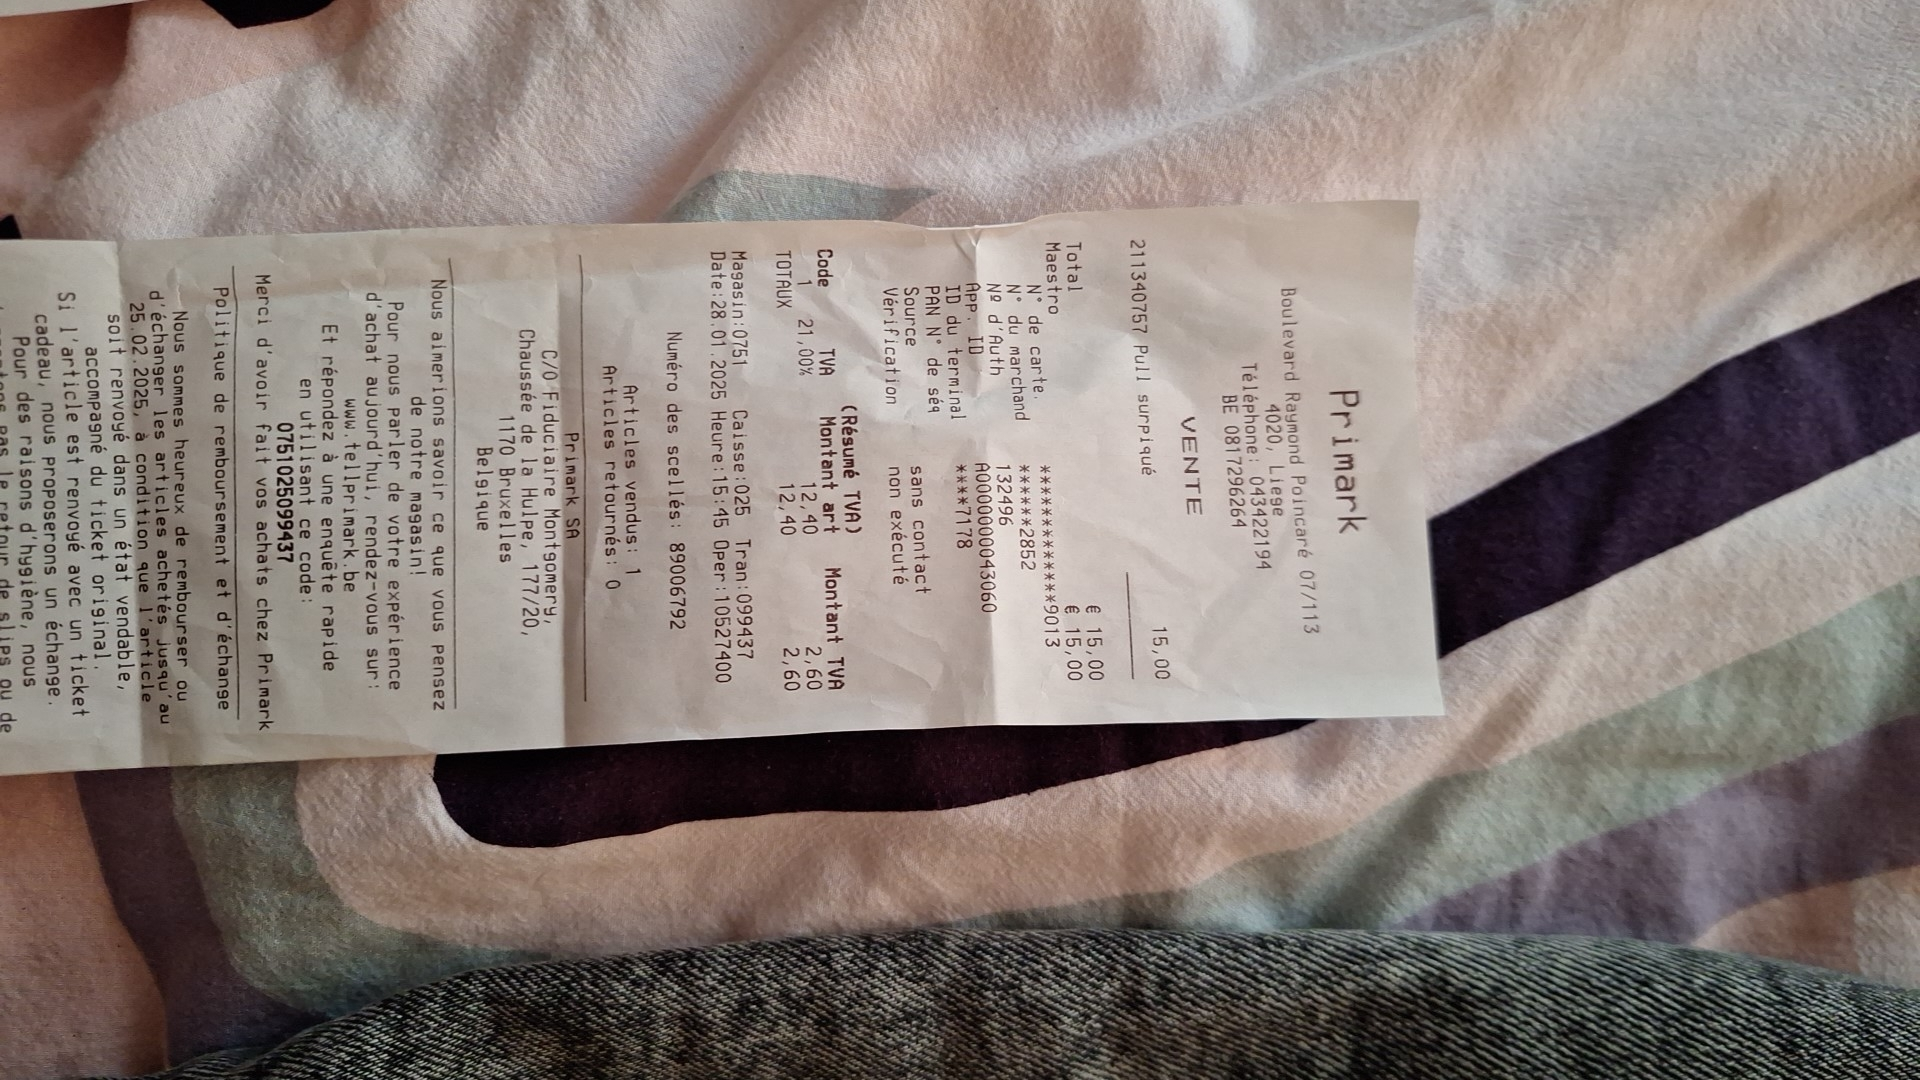 Primark
Boulevard Raymond Poincaré 07/113
4020, Liege
Téléphone: 043422194
BE 0817296264
VENTE
211340757 Pull surpiqué 15,00
Total € 15,00
Maestro € 15,00
N° de carte. ***************9013
N° du marchand ******2852
Nº d'Auth 132496
App. ID A0000000043060
ID du terminal ****7178
PAN N° de séq
Source sans contact
Vérification non exécuté
(Résumé TVA)
Code TVA Montant art Montant TVA
1 21,00% 12,40 2,60
TOTAUX 12,40 2,60
Magasin:0751 Caisse:025 Tran:099437
Date:28.01.2025 Heure:15:45 Oper:10527400
Numéro des scellés: 89006792
Articles vendus: 1
Articles retournés: 0
Primark SA
C/O Fiduciaire Montgomery,
Chaussée de la Hulpe, 177/20,
1170 Bruxelles
Belgique
Nous aimerions savoir ce que vous pensez
de notre magasin!
Pour nous parler de votre expérience
d'achat aujourd'hui, rendez-vous sur:
www.tellprimark.be
Et répondez à une enquête rapide
en utilisant ce code:
0751025099437
Merci d'avoir fait vos achats chez Primark
Politique de remboursement et d'échange
Nous sommes heureux de rembourser ou
d'échanger les articles achetés jusqu'au
25.02.2025, à condition que l'article
soit renvoyé dans un état vendable,
accompagné du ticket original.
Si l'article est renvoyé avec un ticket
cadeau, nous proposerons un échange.
Pour des raisons d'hygiène, nous
pas le retour de slips ou de